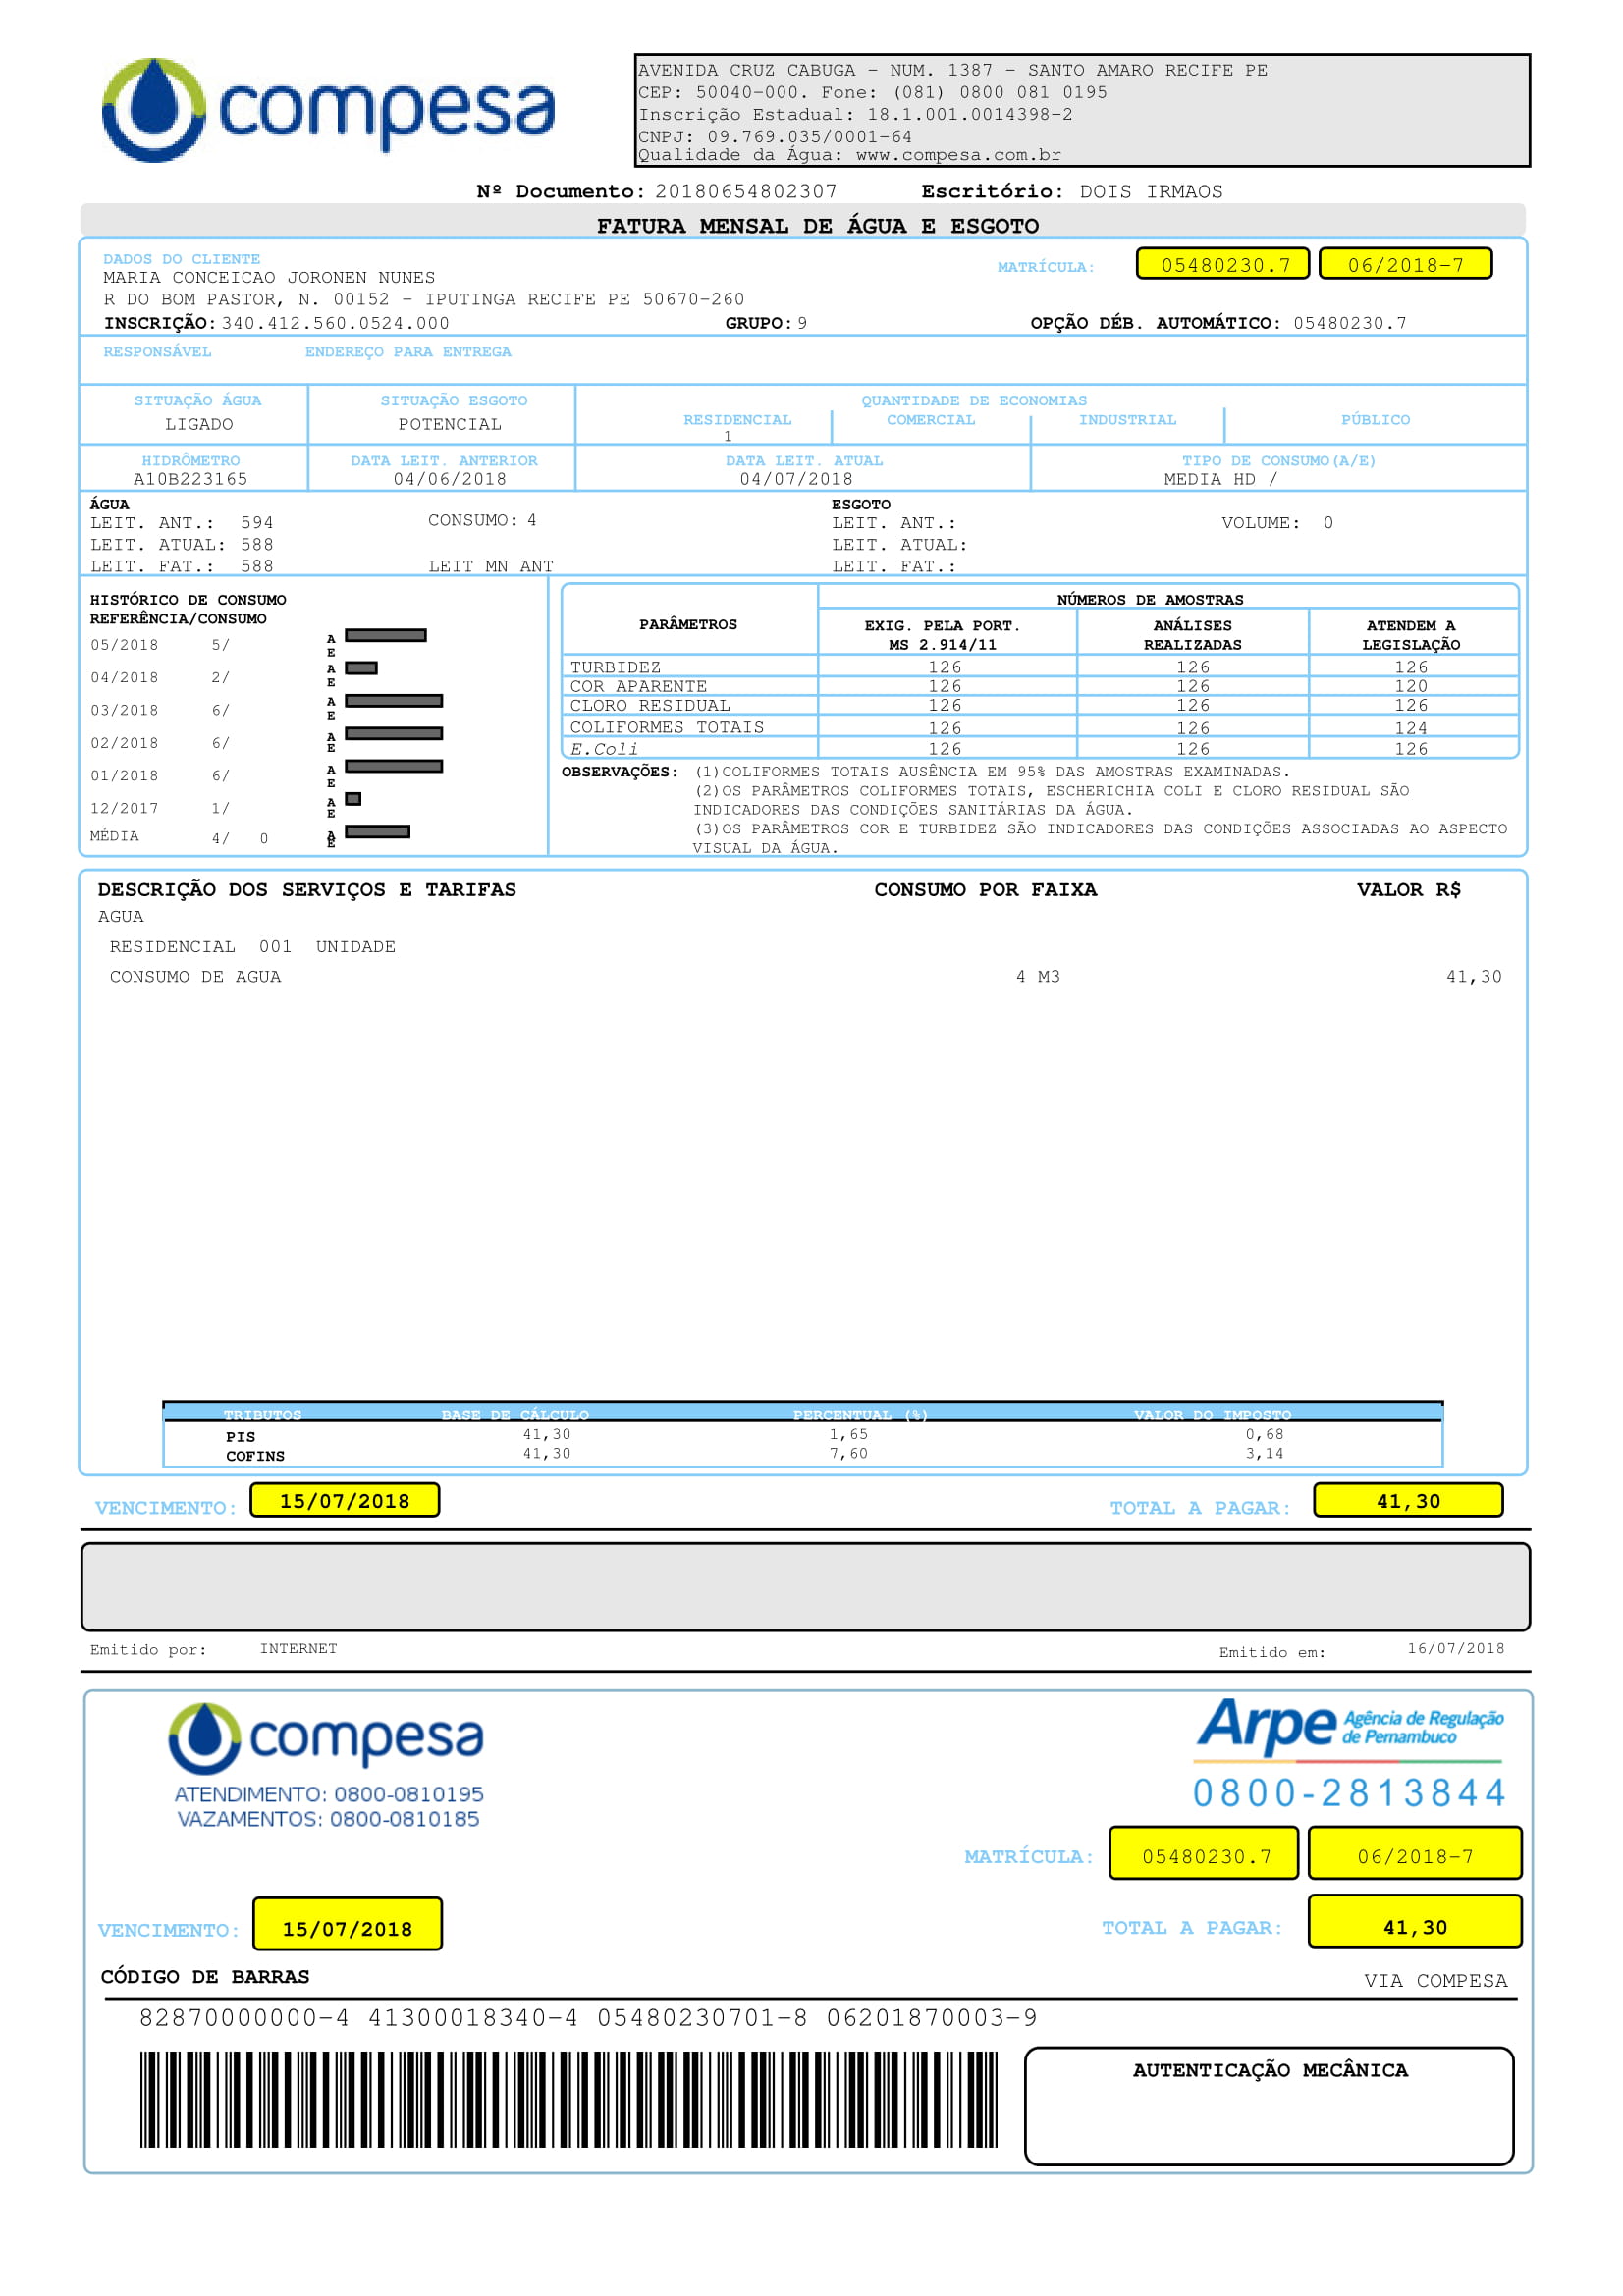 compesa
AVENIDA CRUZ CABUGA - NUM. 1387 - SANTO AMARO RECIFE PE
CEP: 50040-000. Fone: (081) 0800 081 0195
Inscrição Estadual: 18.1.001.0014398-2
CNPJ: 09.769.035/0001-64
Qualidade da Água: www.compesa.com.br
Nº Documento: 20180654802307 Escritório: DOIS IRMAOS
FATURA MENSAL DE ÁGUA E ESGOTO
DADOS DO CLIENTE
MARIA CONCEICAO JORONEN NUNES
MATRÍCULA: 05480230.7 06/2018-7
R DO BOM PASTOR, N. 00152 - IPUTINGA RECIFE PE 50670-260
INSCRIÇÃO: 340.412.560.0524.000 GRUPO: 9 OPÇÃO DÉB. AUTOMÁTICO: 05480230.7
RESPONSÁVEL ENDEREÇO PARA ENTREGA
SITUAÇÃO ÁGUA SITUAÇÃO ESGOTO QUANTIDADE DE ECONOMIAS
LIGADO POTENCIAL RESIDENCIAL COMERCIAL INDUSTRIAL PÚBLICO
1
HIDRÔMETRO DATA LEIT. ANTERIOR DATA LEIT. ATUAL TIPO DE CONSUMO(A/E)
A10B223165 04/06/2018 04/07/2018 MEDIA HD /
ÁGUA ESGOTO
LEIT. ANT.: 594 CONSUMO: 4 LEIT. ANT.: VOLUME: 0
LEIT. ATUAL: 588 LEIT. ATUAL:
LEIT. FAT.: 588 LEIT MN ANT LEIT. FAT.:
HISTÓRICO DE CONSUMO
REFERÊNCIA/CONSUMO
05/2018 5/ A
E
04/2018 2/ A
E
03/2018 6/ A
E
02/2018 6/ A
E
01/2018 6/ A
E
12/2017 1/ A
E
MÉDIA 4/ 0 A
E
PARÂMETROS NÚMEROS DE AMOSTRAS
EXIG. PELA PORT. ANÁLISES ATENDEM A
MS 2.914/11 REALIZADAS LEGISLAÇÃO
TURBIDEZ 126 126 126
COR APARENTE 126 126 120
CLORO RESIDUAL 126 126 126
COLIFORMES TOTAIS 126 126 124
E.Coli 126 126 126
OBSERVAÇÕES: (1)COLIFORMES TOTAIS AUSÊNCIA EM 95% DAS AMOSTRAS EXAMINADAS.
(2)OS PARÂMETROS COLIFORMES TOTAIS, ESCHERICHIA COLI E CLORO RESIDUAL SÃO
INDICADORES DAS CONDIÇÕES SANITÁRIAS DA ÁGUA.
(3)OS PARÂMETROS COR E TURBIDEZ SÃO INDICADORES DAS CONDIÇÕES ASSOCIADAS AO ASPECTO
VISUAL DA ÁGUA.
DESCRIÇÃO DOS SERVIÇOS E TARIFAS CONSUMO POR FAIXA VALOR R$
AGUA
RESIDENCIAL 001 UNIDADE
CONSUMO DE AGUA 4 M3 41,30
TRIBUTOS BASE DE CÁLCULO PERCENTUAL (%) VALOR DO IMPOSTO
PIS 41,30 1,65 0,68
COFINS 41,30 7,60 3,14
VENCIMENTO: 15/07/2018 TOTAL A PAGAR: 41,30
Emitido por: INTERNET Emitido em: 16/07/2018
compesa
ATENDIMENTO: 0800-0810195
VAZAMENTOS: 0800-0810185
Arpe Agência de Regulação
de Pernambuco
0800-2813844
MATRÍCULA: 05480230.7 06/2018-7
VENCIMENTO: 15/07/2018 TOTAL A PAGAR: 41,30
CÓDIGO DE BARRAS VIA COMPESA
82870000000-4 41300018340-4 05480230701-8 06201870003-9
AUTENTICAÇÃO MECÂNICA